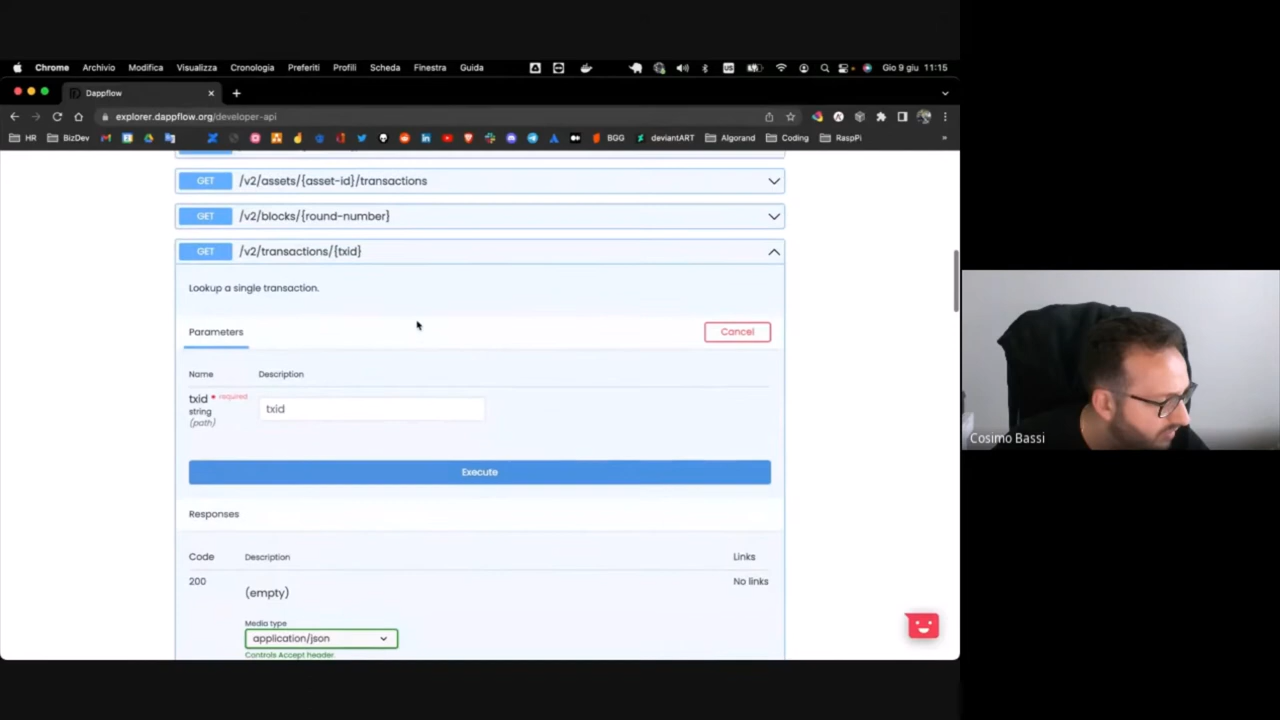 Chrome Archivio Modifica Visualizza Cronologia Preferiti Profili Scheda Finestra Guida US Gio 9 giu 11:15
Dappflow
explorer.dappflow.org/developer-api
HR BizDev BGG deviantART Algorand Coding RaspPi »
GET /v2/assets/{asset-id}/transactions
GET /v2/blocks/{round-number}
GET /v2/transactions/{txid}
Lookup a single transaction.
Parameters Cancel
Name Description
txid * required
string
(path)
txid
Execute
Responses
Code Description Links
200 (empty) No links
Media type
application/json
Controls Accept header.
Cosimo Bassi